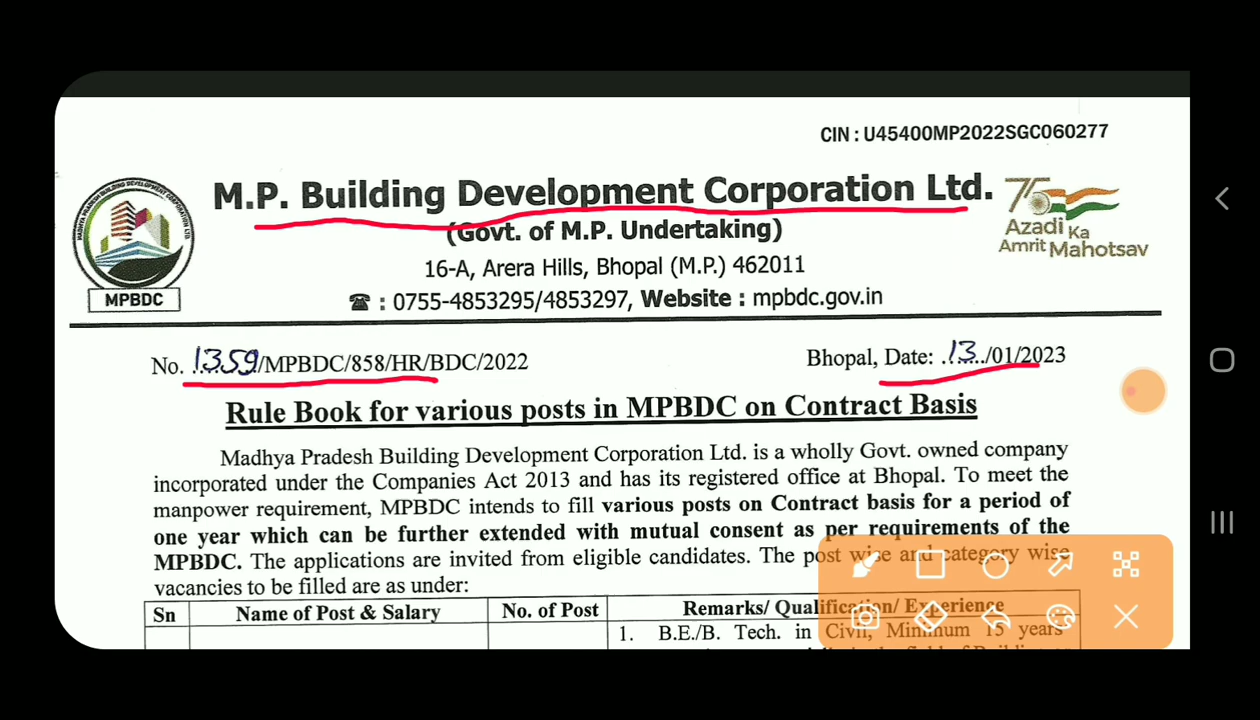 CIN : U45400MP2022SGC060277
M.P. Building Development Corporation Ltd.
(Govt. of M.P. Undertaking)
16-A, Arera Hills, Bhopal (M.P.) 462011
☎ : 0755-4853295/4853297, Website : mpbdc.gov.in
MADHYA PRADESH BUILDING DEVELOPMENT CORPORATION LTD
MPBDC
75
Azadi Ka
Amrit Mahotsav
No. 1359/MPBDC/858/HR/BDC/2022
Bhopal, Date: .13../01/2023
Rule Book for various posts in MPBDC on Contract Basis
Madhya Pradesh Building Development Corporation Ltd. is a wholly Govt. owned company
incorporated under the Companies Act 2013 and has its registered office at Bhopal. To meet the
manpower requirement, MPBDC intends to fill various posts on Contract basis for a period of
one year which can be further extended with mutual consent as per requirements of the
MPBDC. The applications are invited from eligible candidates. The post wise and category wise
vacancies to be filled are as under:
Sn Name of Post & Salary No. of Post Remarks/ Qualification/ Experience
1. B.E./B. Tech. in Civil, Minimum 15 years